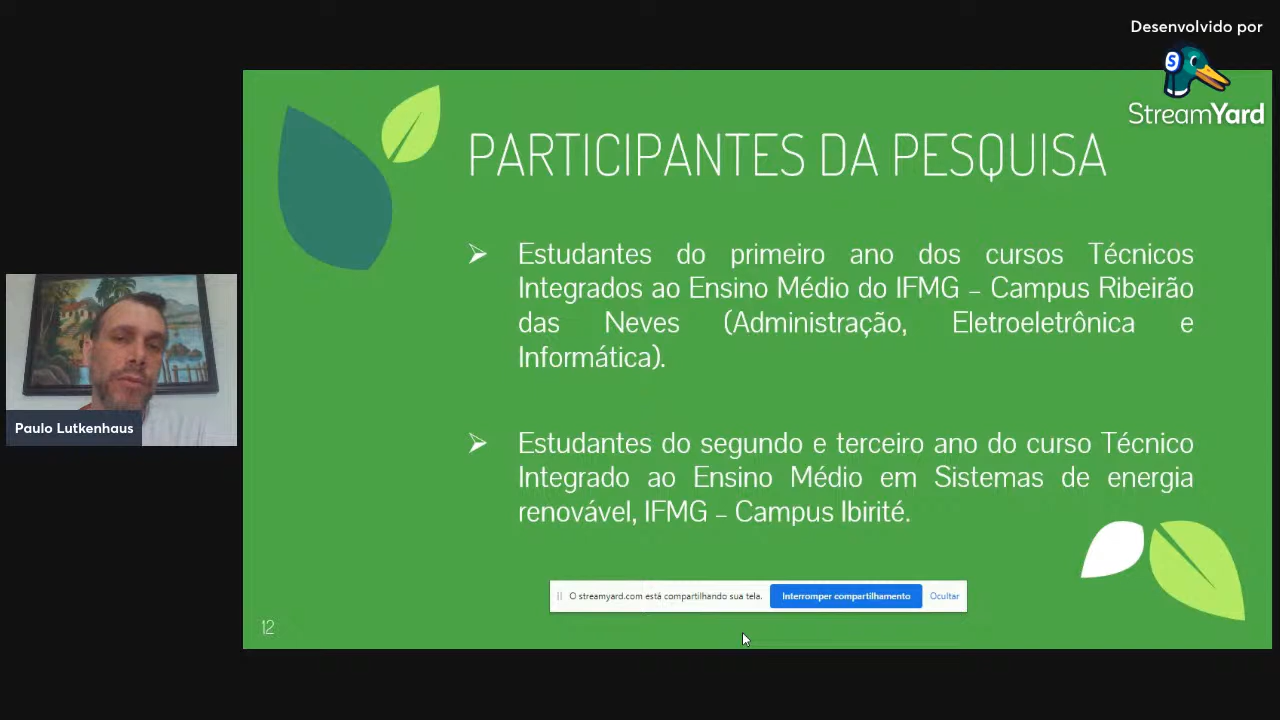 Desenvolvido por
StreamYard
PARTICIPANTES DA PESQUISA
Estudantes do primeiro ano dos cursos Técnicos
Integrados ao Ensino Médio do IFMG – Campus Ribeirão
das Neves (Administração, Eletroeletrônica e
Informática).
Estudantes do segundo e terceiro ano do curso Técnico
Integrado ao Ensino Médio em Sistemas de energia
renovável, IFMG – Campus Ibirité.
Paulo Lutkenhaus
O streamyard.com está compartilhando sua tela. Interromper compartilhamento Ocultar
12